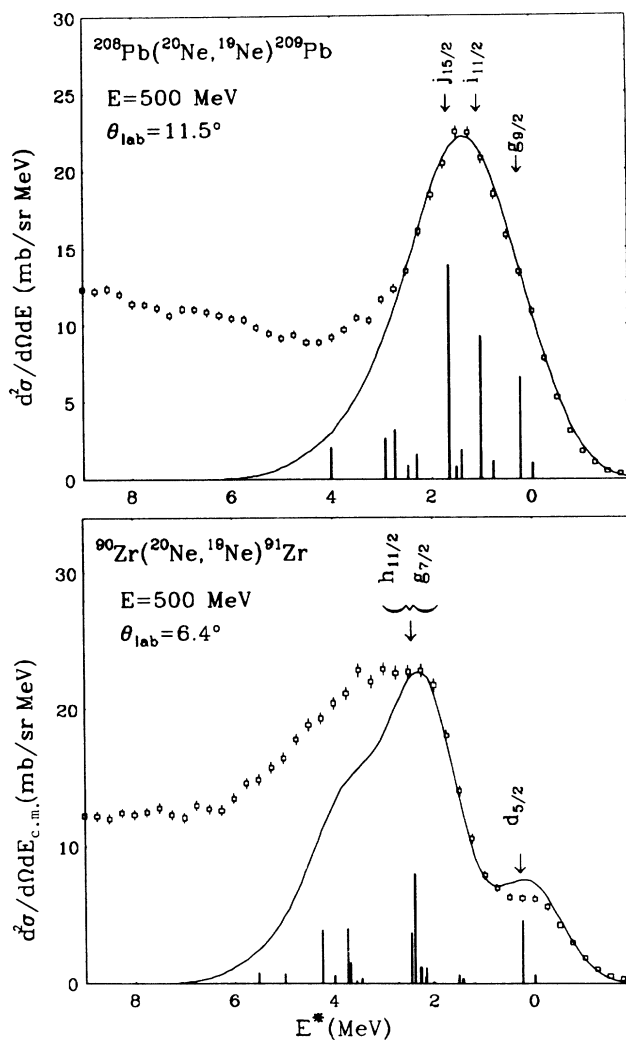 30
25
20
15
10
5
0
d²σ/dΩdE (mb/sr MeV)
²⁰⁸Pb(²⁰Ne,¹⁹Ne)²⁰⁹Pb
E=500 MeV
θlab=11.5°
j15/2
i11/2
g9/2
8 6 4 2 0
30
20
10
0
d²σ/dΩdEc.m.(mb/sr MeV)
⁹⁰Zr(²⁰Ne,¹⁹Ne)⁹¹Zr
E=500 MeV
θlab=6.4°
h11/2
g7/2
d5/2
8 6 4 2 0
E*(MeV)